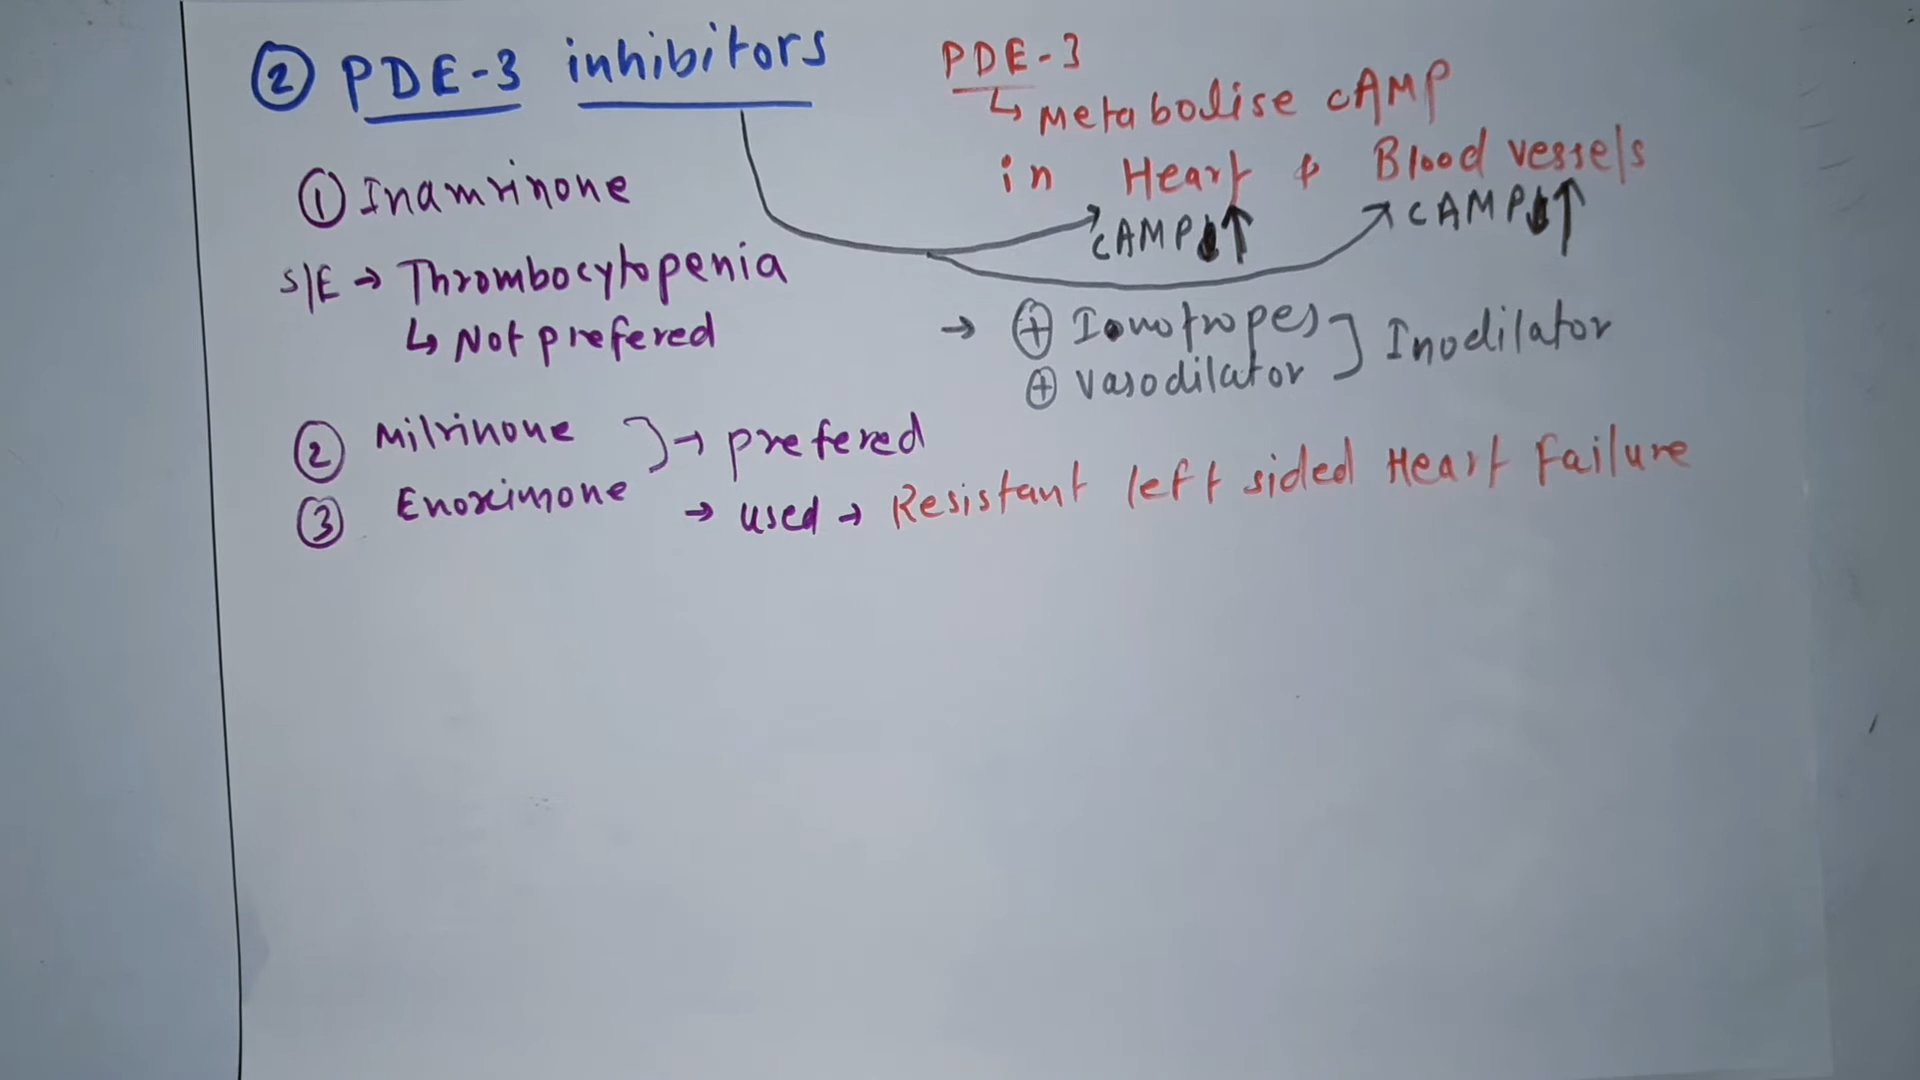 ② PDE-3 inhibitors
① Inamrinone
S/E → Thrombocytopenia
↳ Not prefered
② Milrinone
③ Enoximone
→ prefered
→ used → Resistant left sided Heart Failure
PDE-3
↳ Metabolise cAMP
in Heart & Blood vessels
cAMP ↑
cAMP ↑
→ ⊕ Ionotropes
⊕ vasodilator
Inodilator